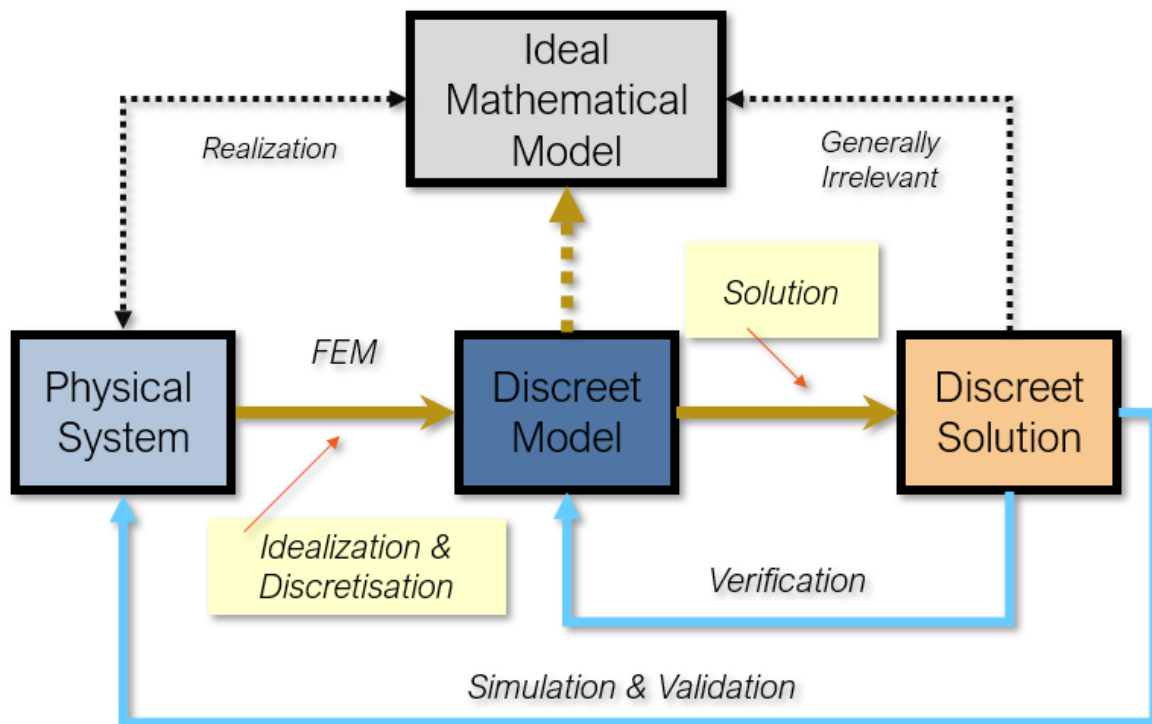 Ideal
Mathematical
Model
Realization
Generally
Irrelevant
Solution
FEM
Physical
System
Discreet
Model
Discreet
Solution
Idealization &
Discretisation
Verification
Simulation & Validation